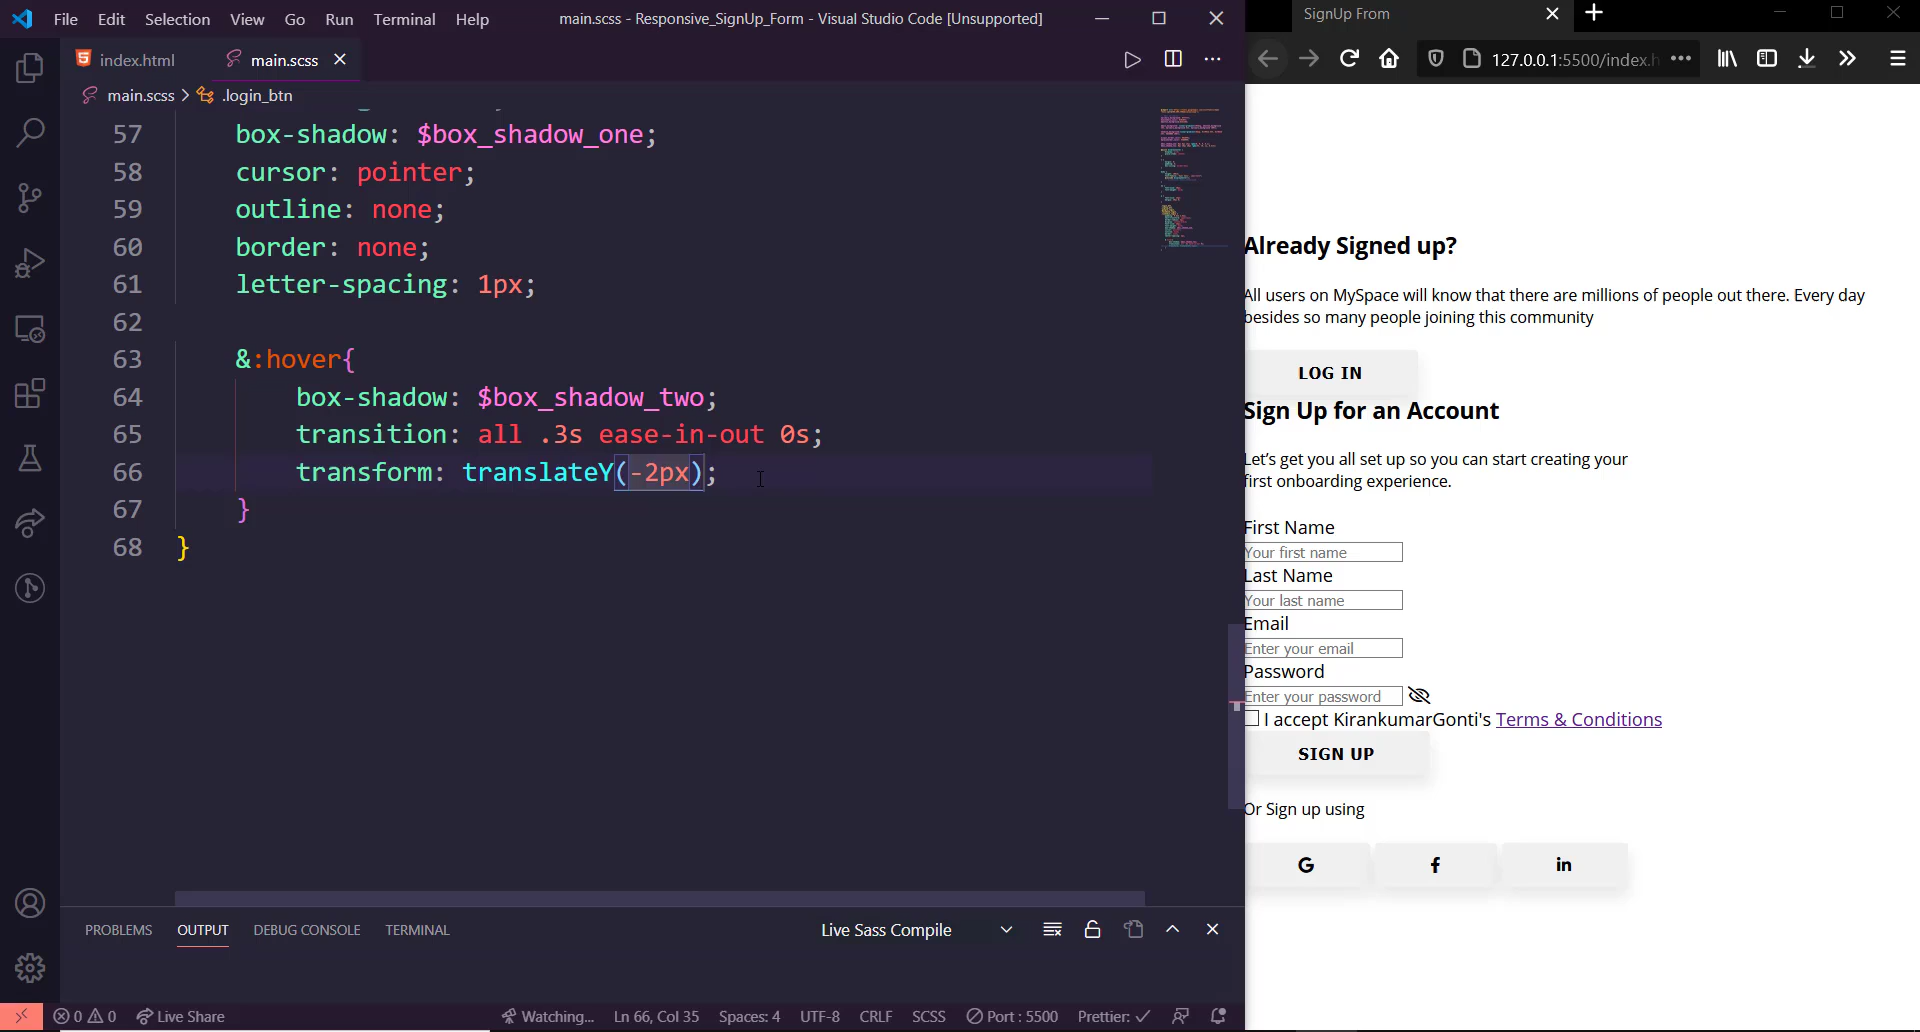 File Edit Selection View Go Run Terminal Help
main.scss - Responsive_SignUp_Form - Visual Studio Code [Unsupported]
index.html
main.scss
main.scss > .login_btn
57 box-shadow: $box_shadow_one;
58 cursor: pointer;
59 outline: none;
60 border: none;
61 letter-spacing: 1px;
62
63 &:hover{
64 box-shadow: $box_shadow_two;
65 transition: all .3s ease-in-out 0s;
66 transform: translateY(-2px);
67 }
68 }
PROBLEMS OUTPUT DEBUG CONSOLE TERMINAL
Live Sass Compile
0 0 Live Share
Watching... Ln 66, Col 35 Spaces: 4 UTF-8 CRLF SCSS Port : 5500 Prettier: ✓
SignUp From
127.0.0.1:5500/index.h
Already Signed up?
All users on MySpace will know that there are millions of people out there. Every day
besides so many people joining this community
LOG IN
Sign Up for an Account
Let's get you all set up so you can start creating your
first onboarding experience.
First Name
Your first name
Last Name
Your last name
Email
Enter your email
Password
Enter your password
I accept KirankumarGonti's Terms & Conditions
SIGN UP
Or Sign up using
G f in